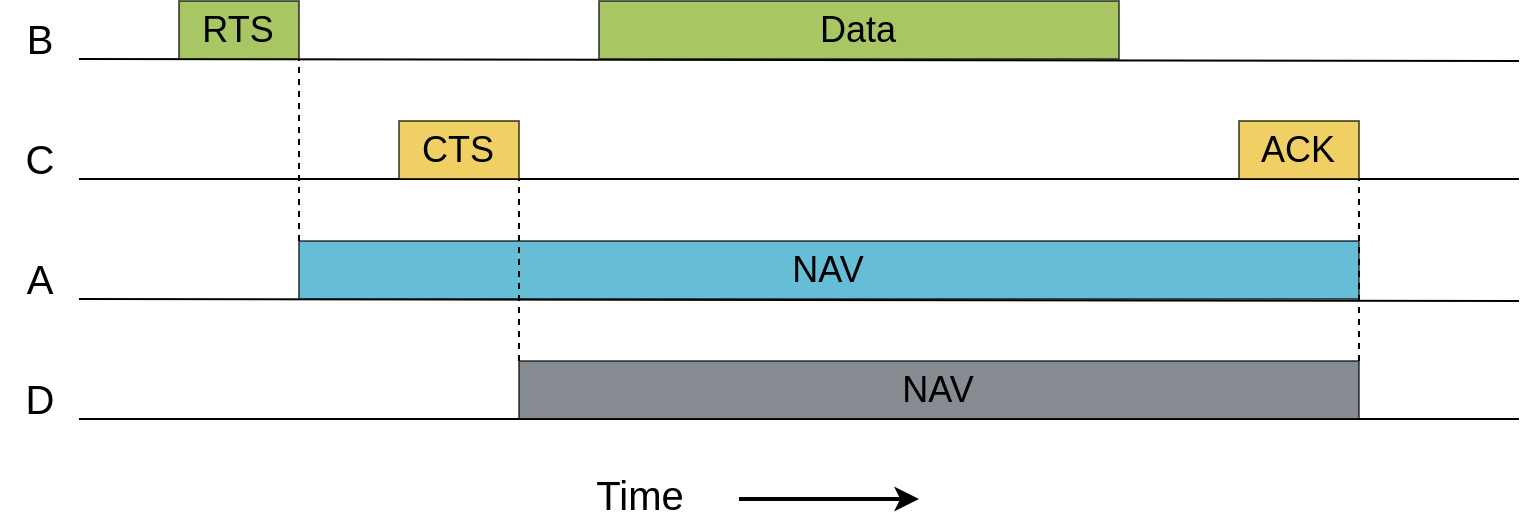 B RTS Data
C CTS ACK
A NAV
D NAV
Time